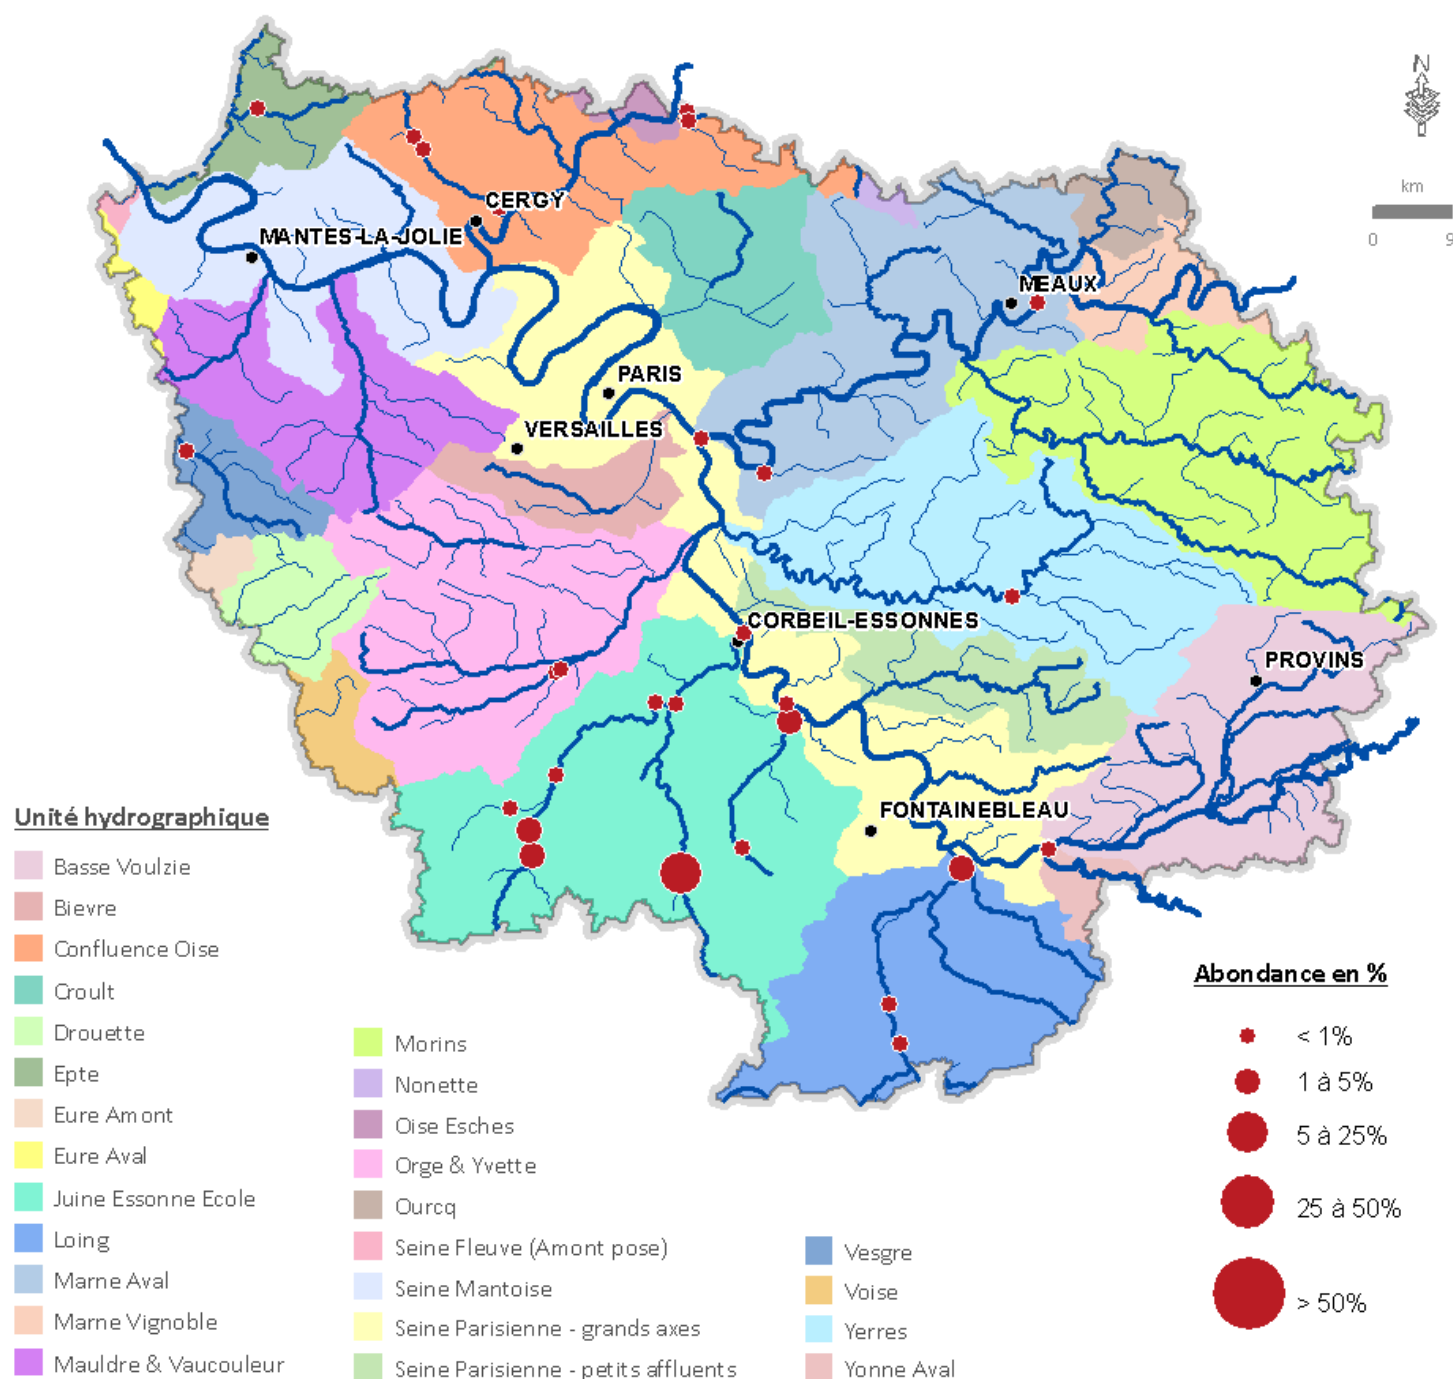 N
km
0 9
CERGY
MANTES-LA-JOLIE
MEAUX
PARIS
VERSAILLES
CORBEIL-ESSONNES
PROVINS
FONTAINEBLEAU
Unité hydrographique
Basse Voulzie
Bievre
Confluence Oise
Croult
Drouette
Epte
Eure Amont
Eure Aval
Juine Essonne Ecole
Loing
Marne Aval
Marne Vignoble
Mauldre & Vaucouleur
Morins
Nonette
Oise Esches
Orge & Yvette
Ourcq
Seine Fleuve (Amont pose)
Seine Mantoise
Seine Parisienne - grands axes
Seine Parisienne - petits affluents
Vesgre
Voise
Yerres
Yonne Aval
Abondance en %
< 1%
1 à 5%
5 à 25%
25 à 50%
> 50%